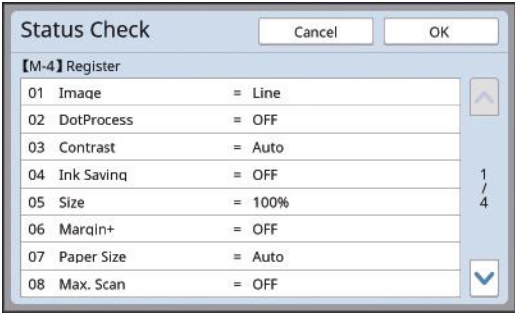 Status Check
Cancel
OK
【M-4】Register
01 Image = Line
02 DotProcess = OFF
03 Contrast = Auto
04 Ink Saving = OFF
05 Size = 100%
06 Margin+ = OFF
07 Paper Size = Auto
08 Max. Scan = OFF
1
/
4